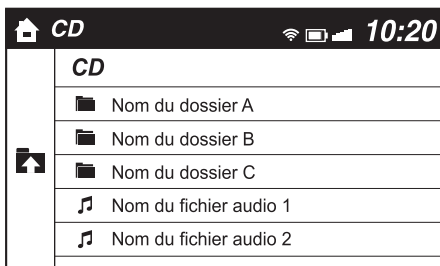 CD 10:20
CD
Nom du dossier A
Nom du dossier B
Nom du dossier C
Nom du fichier audio 1
Nom du fichier audio 2